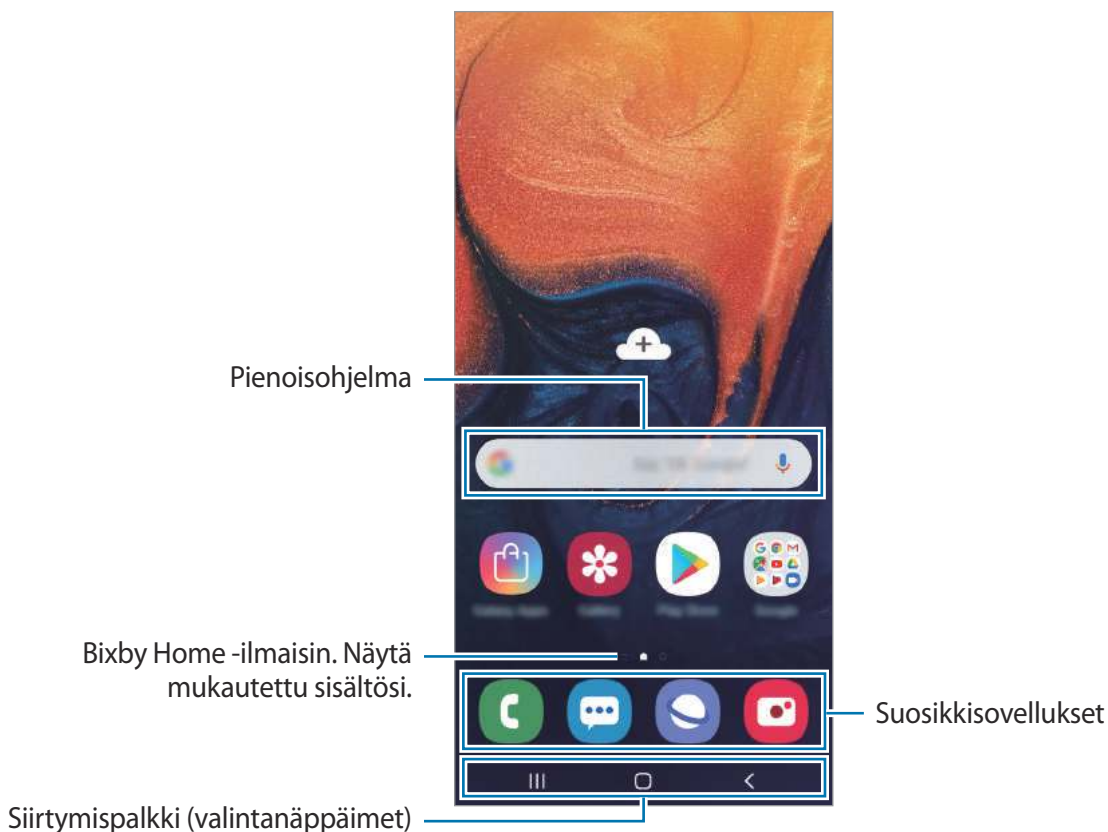 Pienoisohjelma
Bixby Home -ilmaisin. Näytä
mukautettu sisältösi.
Suosikkisovellukset
Siirtymispalkki (valintanäppäimet)